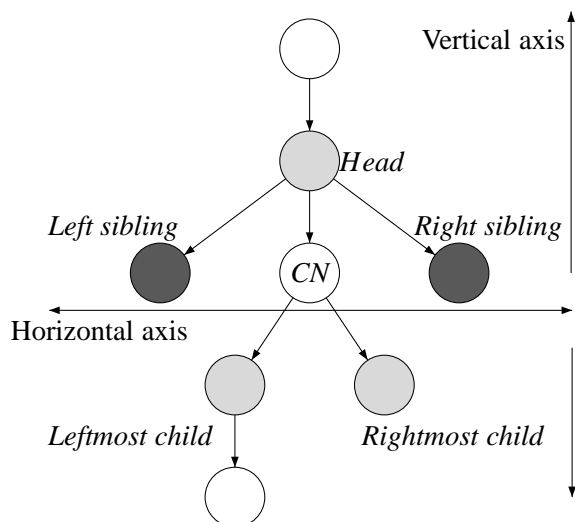 Vertical axis
Head
Left sibling
Right sibling
CN
Horizontal axis
Leftmost child
Rightmost child